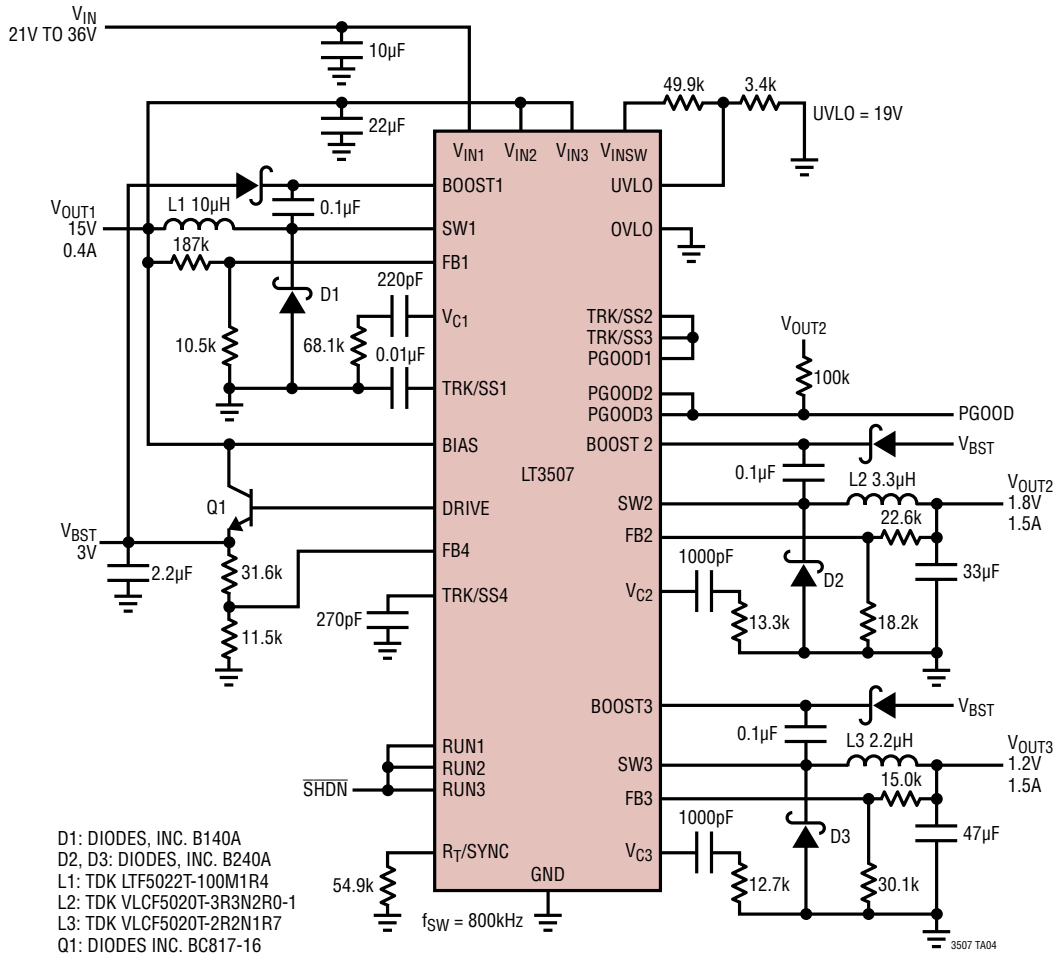 VIN
21V TO 36V
10µF
49.9k
3.4k
UVLO = 19V
22µF
VIN1
VIN2
VIN3
VINSW
BOOST1
UVLO
VOUT1
15V
0.4A
L1 10µH
0.1µF
SW1
OVLO
187k
FB1
220pF
D1
VC1
TRK/SS2
TRK/SS3
PGOOD1
VOUT2
10.5k
68.1k
0.01µF
100k
TRK/SS1
PGOOD2
PGOOD3
PGOOD
BIAS
BOOST 2
VBST
LT3507
0.1µF
L2 3.3µH
VOUT2
1.8V
1.5A
Q1
DRIVE
SW2
22.6k
VBST
3V
FB4
FB2
2.2µF
31.6k
1000pF
D2
33µF
TRK/SS4
VC2
270pF
11.5k
13.3k
18.2k
BOOST3
VBST
0.1µF
L3 2.2µH
VOUT3
1.2V
1.5A
RUN1
RUN2
RUN3
SHDN
SW3
15.0k
FB3
1000pF
D3
47µF
RT/SYNC
VC3
54.9k
GND
12.7k
30.1k
fSW = 800kHz
D1: DIODES, INC. B140A
D2, D3: DIODES, INC. B240A
L1: TDK LTF5022T-100M1R4
L2: TDK VLCF5020T-3R3N2R0-1
L3: TDK VLCF5020T-2R2N1R7
Q1: DIODES INC. BC817-16
3507 TA04